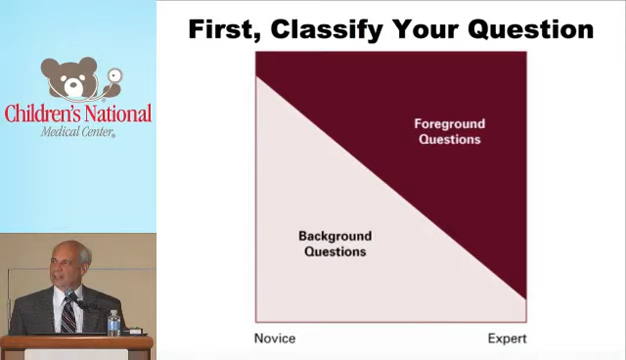 First, Classify Your Question
Children's National
Medical Center®
Foreground
Questions
Background
Questions
Novice
Expert